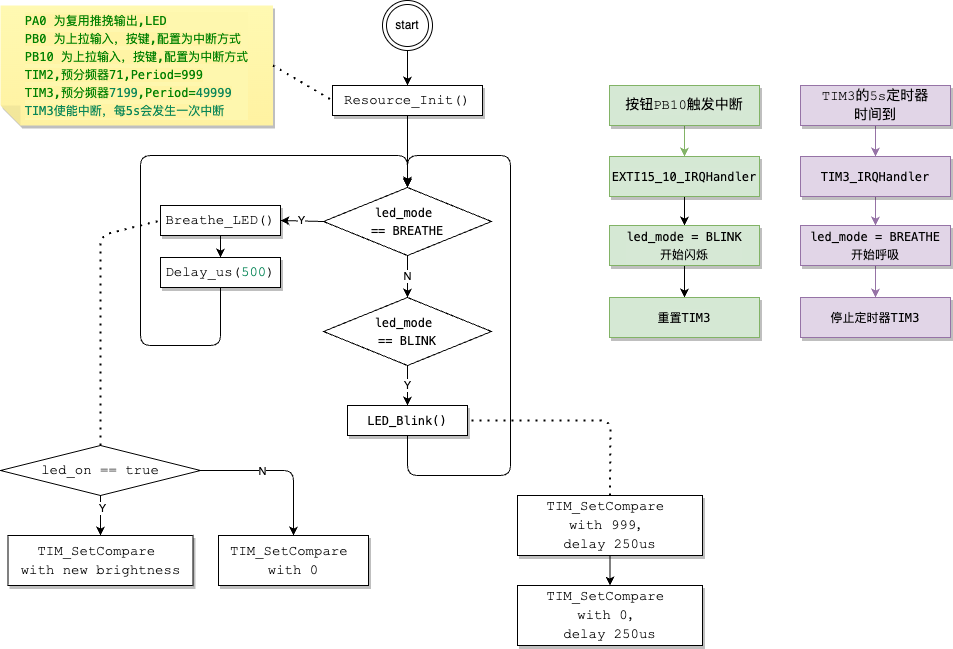 PA0 为复用推挽输出,LED
PB0 为上拉输入，按键,配置为中断方式
PB10 为上拉输入，按键,配置为中断方式
TIM2,预分频器71,Period=999
TIM3,预分频器7199,Period=49999
TIM3使能中断，每5s会发生一次中断
start
Resource_Init()
led_mode
== BREATHE
Y
Breathe_LED()
Delay_us(500)
N
led_mode
== BLINK
Y
LED_Blink()
led_on == true
N
Y
TIM_SetCompare
with new brightness
TIM_SetCompare
with 0
TIM_SetCompare
with 999,
delay 250us
TIM_SetCompare
with 0,
delay 250us
按钮PB10触发中断
EXTI15_10_IRQHandler
led_mode = BLINK
开始闪烁
重置TIM3
TIM3的5s定时器
时间到
TIM3_IRQHandler
led_mode = BREATHE
开始呼吸
停止定时器TIM3